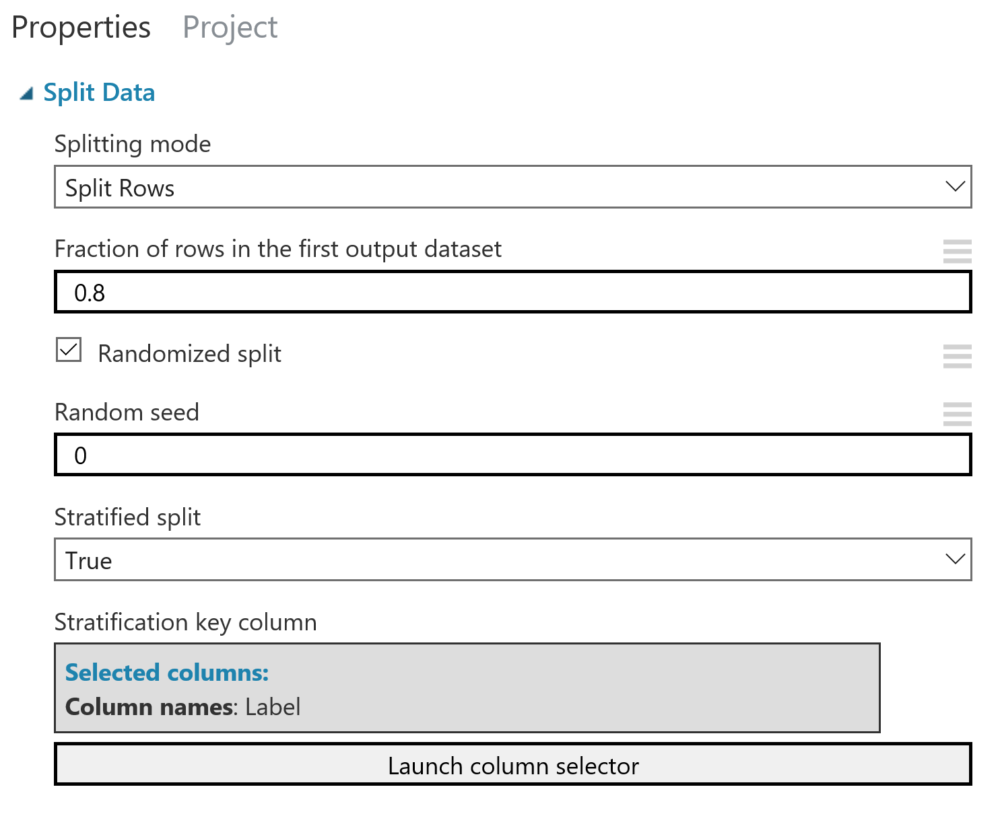 Properties Project
Split Data
Splitting mode
Split Rows
Fraction of rows in the first output dataset
0.8
Randomized split
Random seed
0
Stratified split
True
Stratification key column
Selected columns:
Column names: Label
Launch column selector